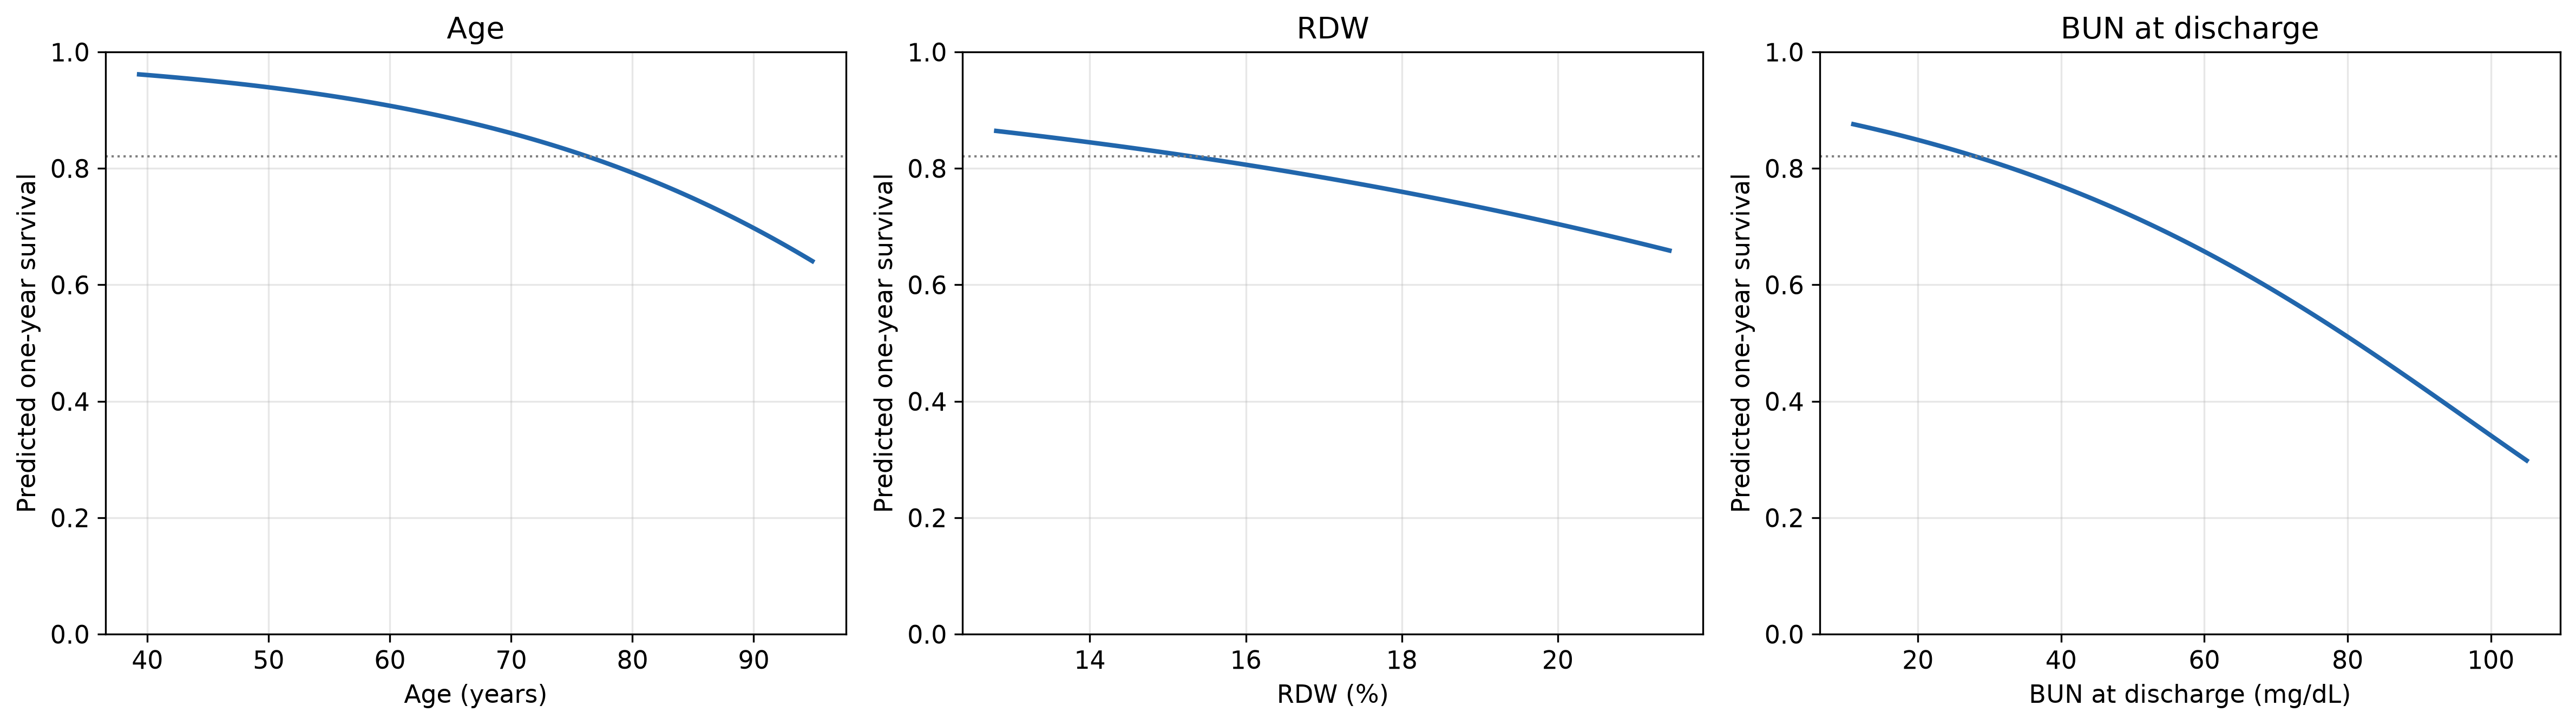 Age
Predicted one-year survival
1.0
0.8
0.6
0.4
0.2
0.0
40 50 60 70 80 90
Age (years)
RDW
Predicted one-year survival
1.0
0.8
0.6
0.4
0.2
0.0
14 16 18 20
RDW (%)
BUN at discharge
Predicted one-year survival
1.0
0.8
0.6
0.4
0.2
0.0
20 40 60 80 100
BUN at discharge (mg/dL)